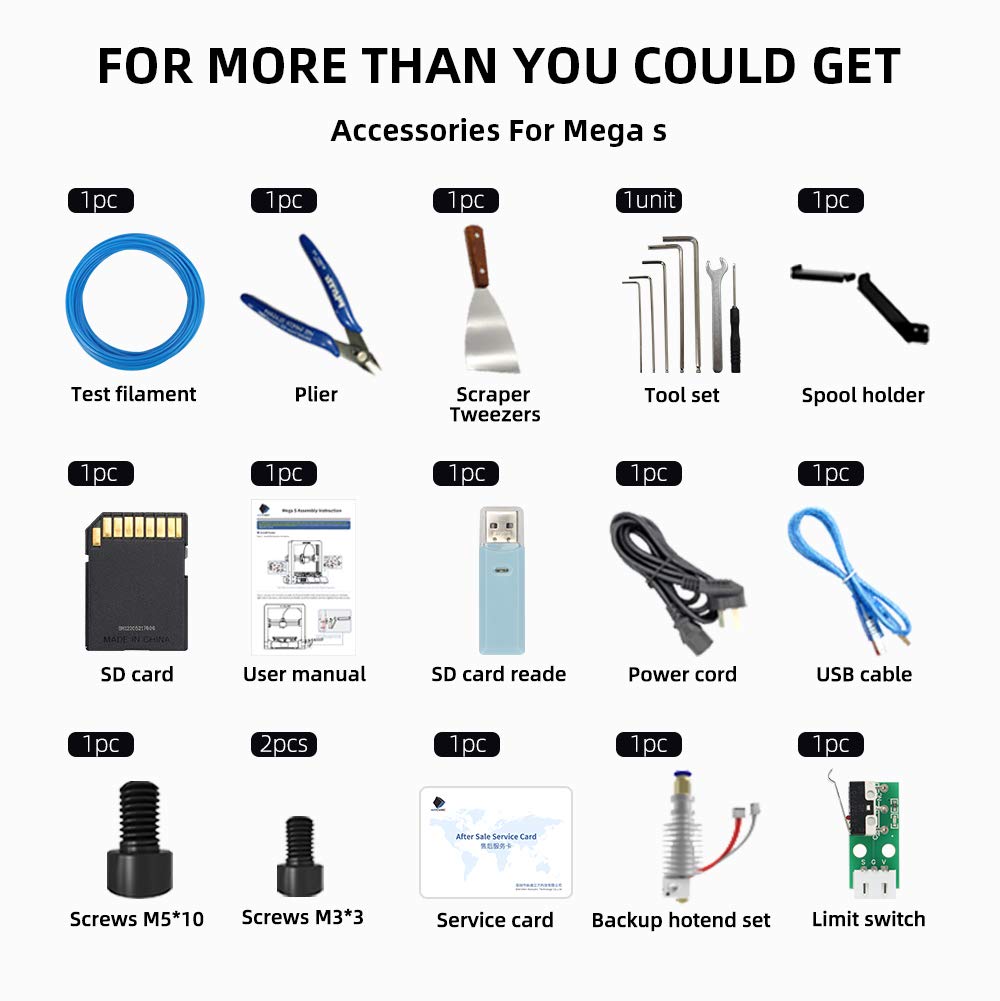 FOR MORE THAN YOU COULD GET
Accessories For Mega s
1pc
1pc
1pc
1unit
1pc
Test filament
Plier
Scraper
Tweezers
Tool set
Spool holder
1pc
1pc
1pc
1pc
1pc
Mega S Assembly Instruction
MADE IN CHINA
SD card
User manual
SD card reade
Power cord
USB cable
1pc
2pcs
1pc
1pc
1pc
After Sale Service Card
售后服务卡
S G V
Screws M5*10
Screws M3*3
Service card
Backup hotend set
Limit switch